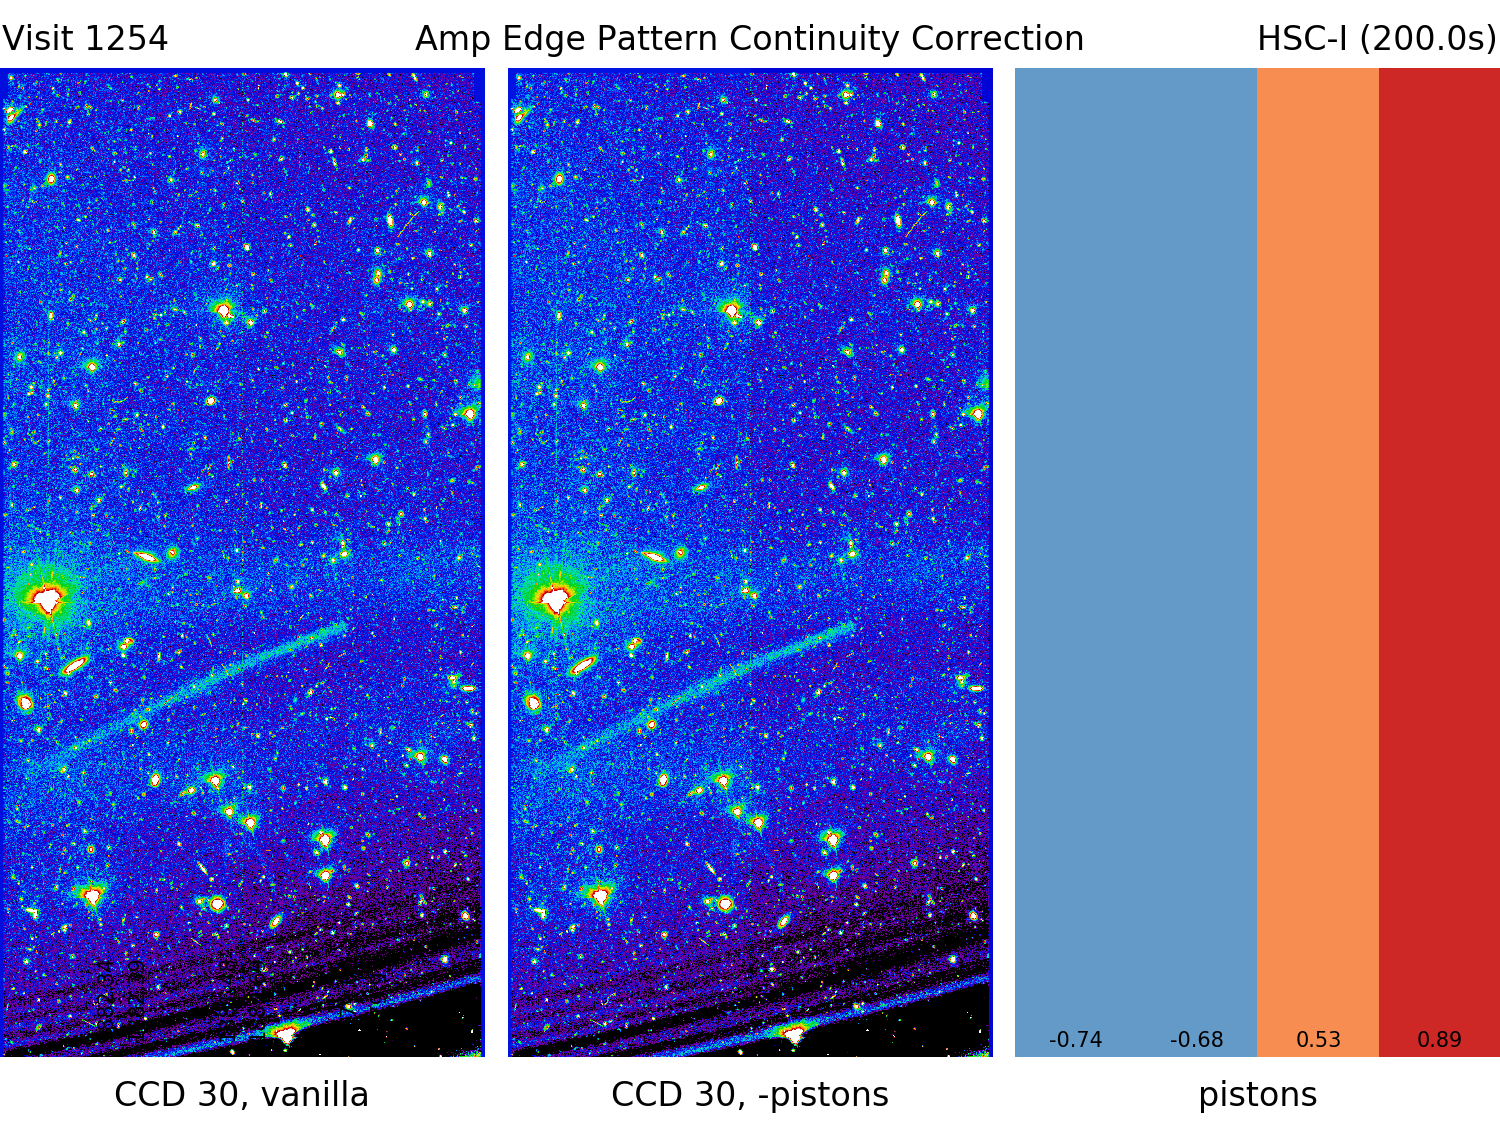 Visit 1254
Amp Edge Pattern Continuity Correction
HSC-I (200.0s)
-0.74
-0.68
0.53
0.89
CCD 30, vanilla
CCD 30, -pistons
pistons